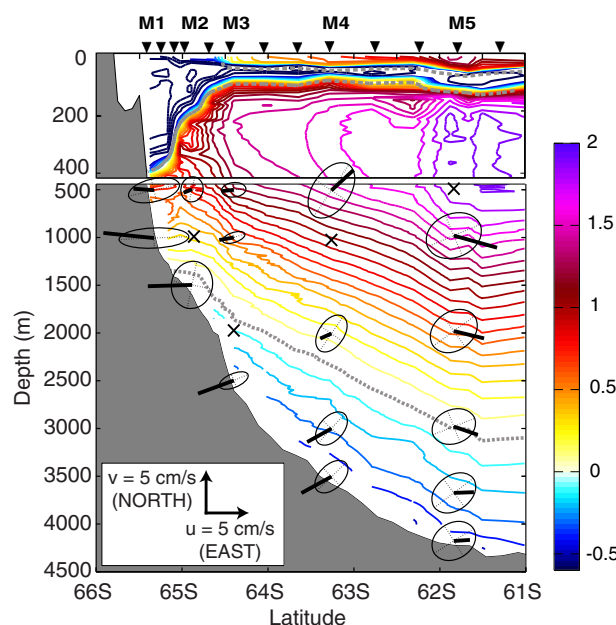 M1 M2 M3 M4 M5
0
200
400
500
1000
1500
2000
2500
3000
3500
4000
4500
Depth (m)
v = 5 cm/s
(NORTH)
u = 5 cm/s
(EAST)
66S 65S 64S 63S 62S 61S
Latitude
2
1.5
1
0.5
0
-0.5